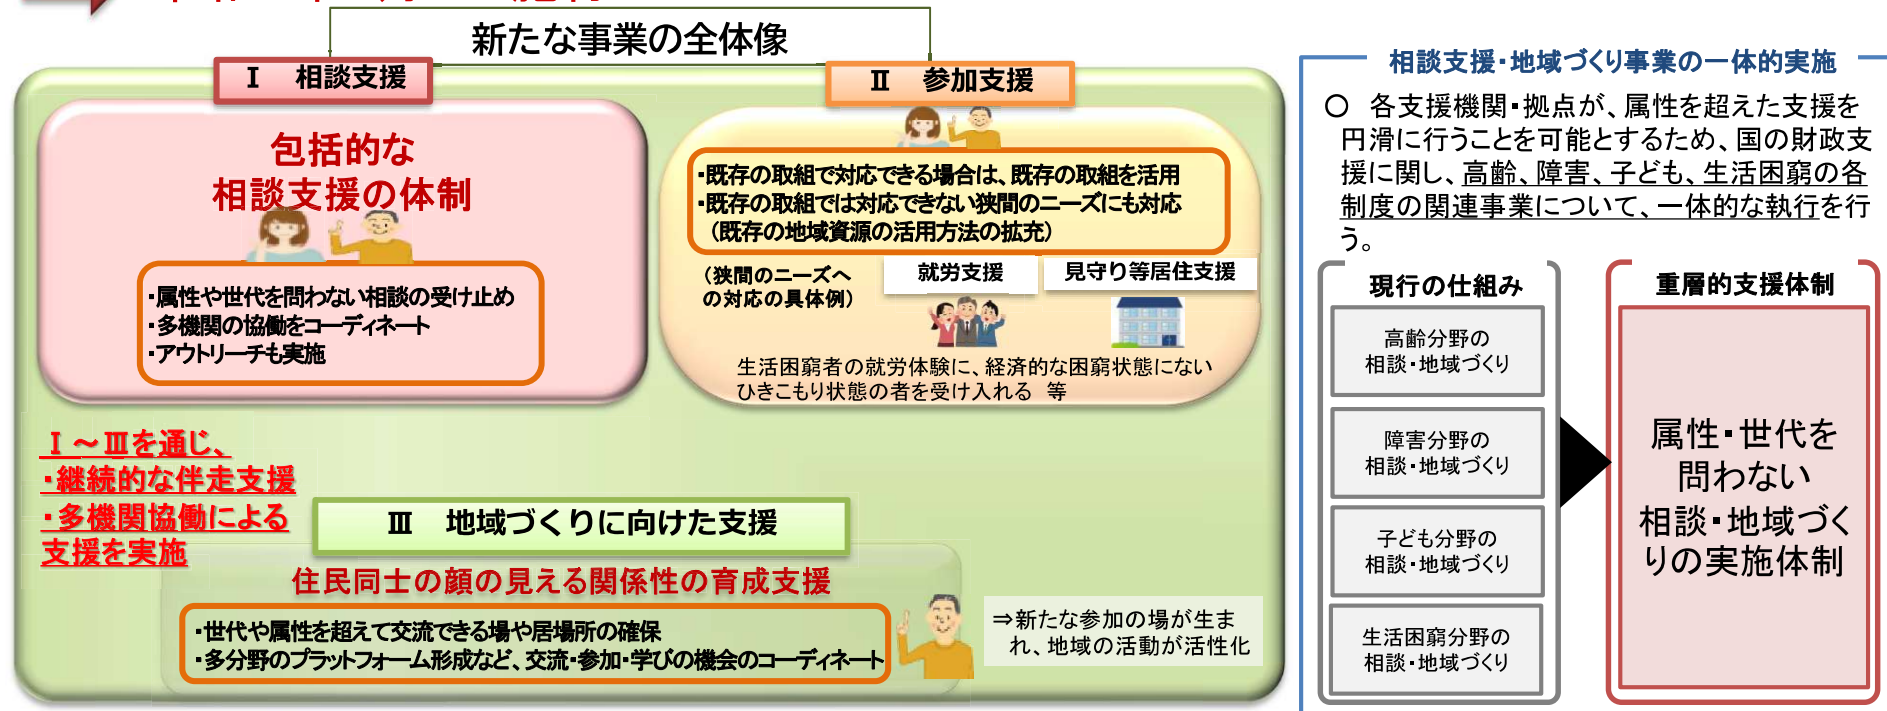 新たな事業の全体像
Ⅰ　相談支援
包括的な
相談支援の体制
・属性や世代を問わない相談の受け止め
・多機関の協働をコーディネート
・アウトリーチも実施
Ⅱ　参加支援
・既存の取組で対応できる場合は、既存の取組を活用
・既存の取組では対応できない狭間のニーズにも対応
（既存の地域資源の活用方法の拡充）
（狭間のニーズへ
の対応の具体例）
就労支援
見守り等居住支援
生活困窮者の就労体験に、経済的な困窮状態にない
ひきこもり状態の者を受け入れる　等
Ⅰ～Ⅲを通じ、
・継続的な伴走支援
・多機関協働による
支援を実施
Ⅲ　地域づくりに向けた支援
住民同士の顔の見える関係性の育成支援
・世代や属性を超えて交流できる場や居場所の確保
・多分野のプラットフォーム形成など、交流・参加・学びの機会のコーディネート
⇒新たな参加の場が生ま
れ、地域の活動が活性化
相談支援・地域づくり事業の一体的実施
○　各支援機関・拠点が、属性を超えた支援を
円滑に行うことを可能とするため、国の財政支
援に関し、高齢、障害、子ども、生活困窮の各
制度の関連事業について、一体的な執行を行
う。
現行の仕組み
高齢分野の
相談・地域づくり
障害分野の
相談・地域づくり
子ども分野の
相談・地域づくり
生活困窮分野の
相談・地域づくり
重層的支援体制
属性・世代を
問わない
相談・地域づく
りの実施体制